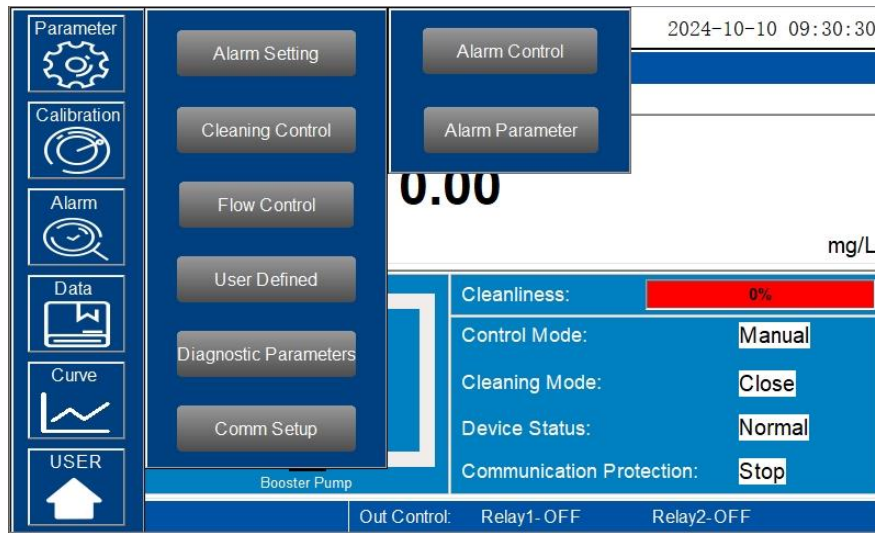 Parameter
Calibration
Alarm
Data
Curve
USER
Alarm Setting
Cleaning Control
Flow Control
User Defined
Diagnostic Parameters
Comm Setup
Alarm Control
Alarm Parameter
2024-10-10 09:30:30
0.00
mg/L
Cleanliness: 0%
Control Mode: Manual
Cleaning Mode: Close
Device Status: Normal
Communication Protection: Stop
Booster Pump
Out Control: Relay1-OFF Relay2-OFF